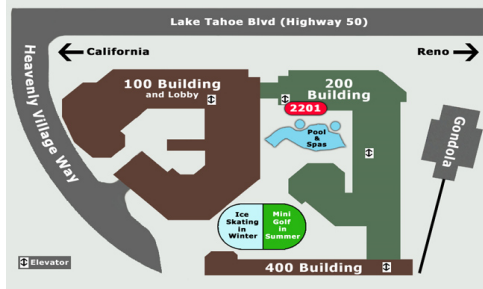 Lake Tahoe Blvd (Highway 50)
California
Reno
Heavenly Village Way
100 Building
and Lobby
200
Building
2201
Pool
&
Spas
Gondola
Ice
Skating
in
Winter
Mini
Golf
in
Summer
Elevator
400 Building